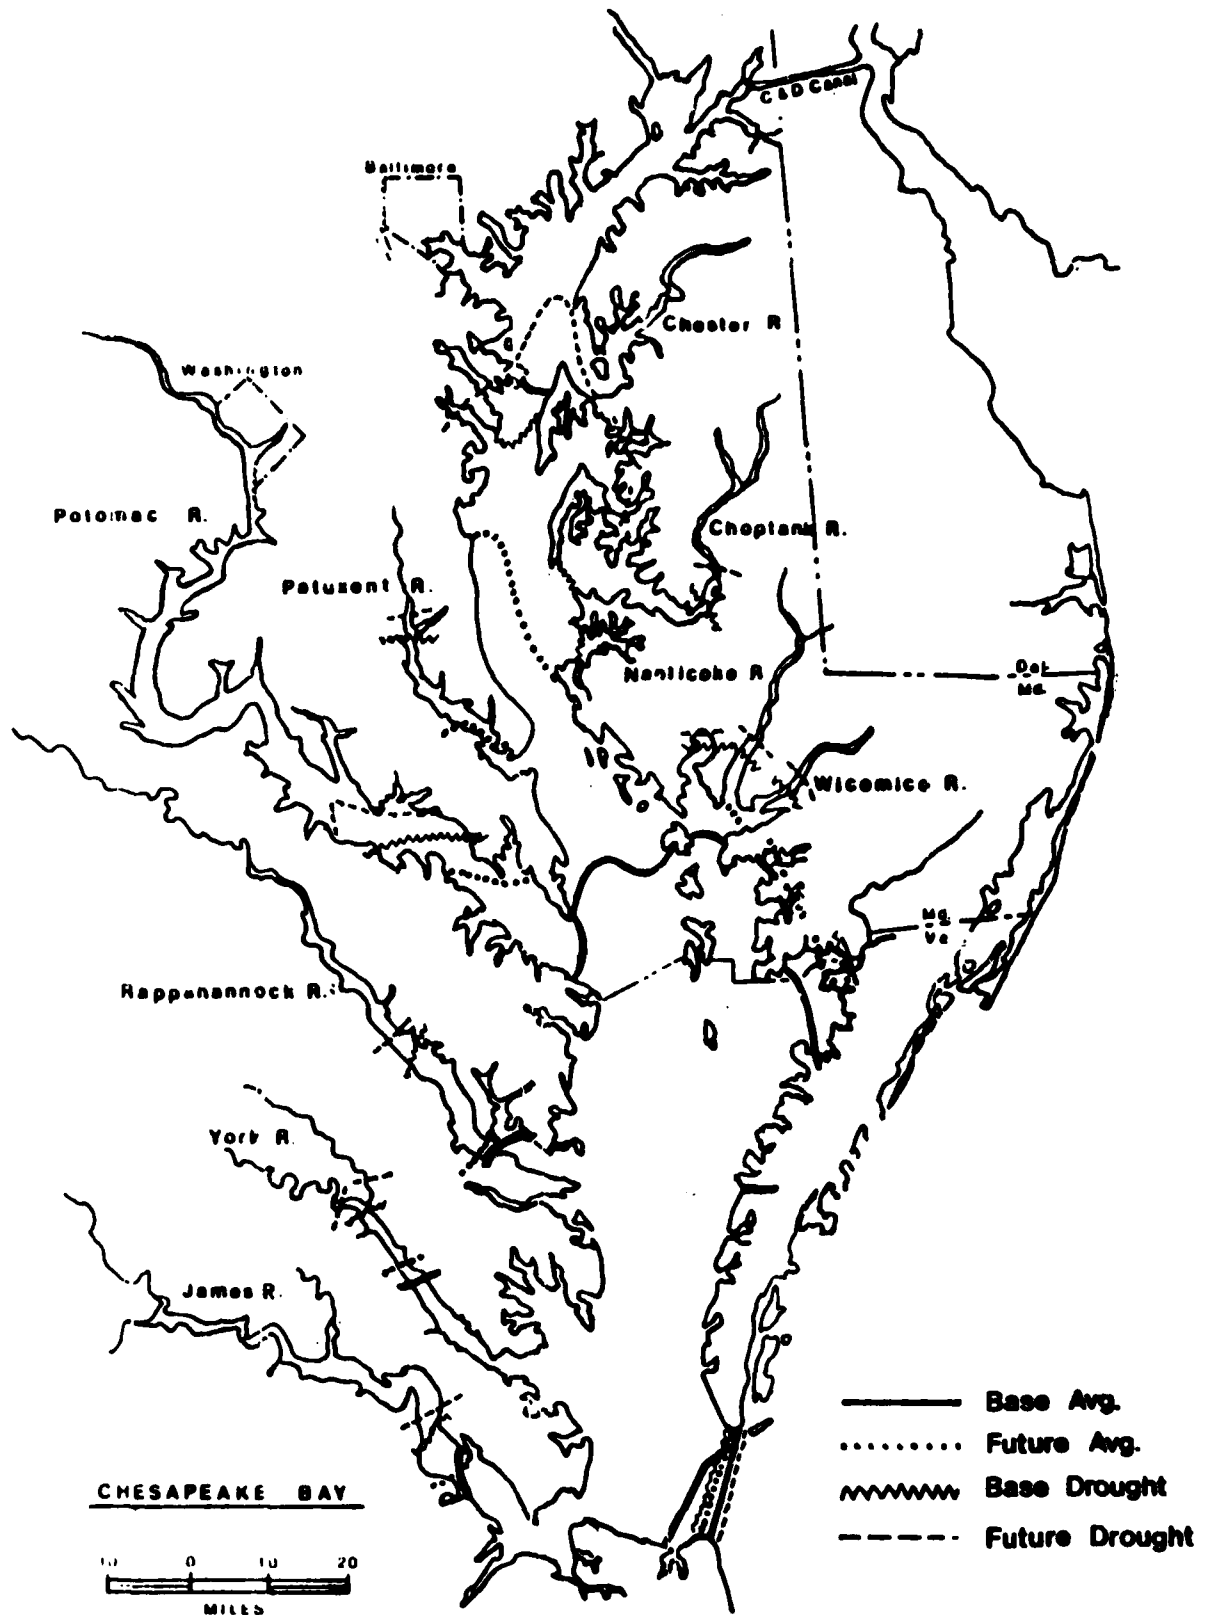 C & D Canal
Baltimore
Chester R
Washington
Potomac R.
Choptank R.
Patuxent R.
Nanticoke R
Del
Md.
Wicomico R.
Md.
Va
Rappahannock R.
York R.
James R.
Base Avg.
Future Avg.
Base Drought
Future Drought
CHESAPEAKE BAY
10 0 10 20
MILES